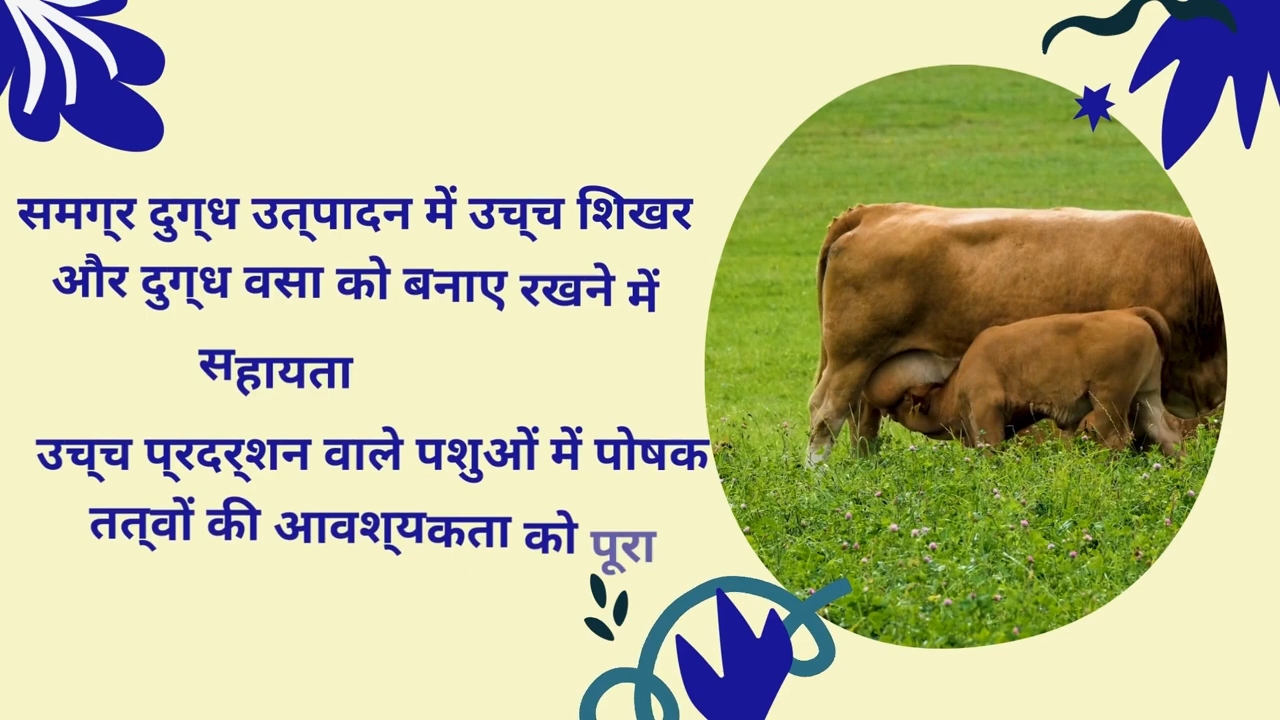 समग्र दुग्ध उत्पादन में उच्च शिखर
और दुग्ध वसा को बनाए रखने में
सहायता
उच्च प्रदर्शन वाले पशुओं में पोषक
तत्वों की आवश्यकता को पूरा